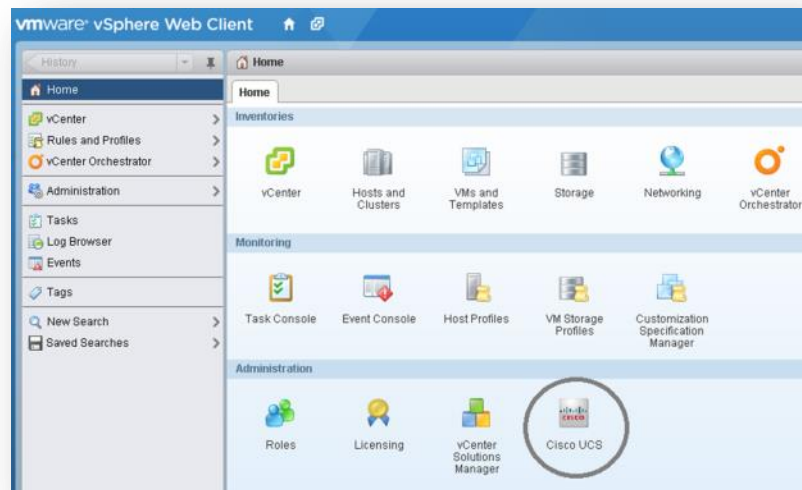 vmware® vSphere Web Client
History
Home
Home
Home
vCenter
Rules and Profiles
vCenter Orchestrator
Administration
Tasks
Log Browser
Events
Tags
New Search
Saved Searches
Inventories
vCenter
Hosts and
Clusters
VMs and
Templates
Storage
Networking
vCenter
Orchestrator
Monitoring
Task Console
Event Console
Host Profiles
VM Storage
Profiles
Customization
Specification
Manager
Administration
Roles
Licensing
vCenter
Solutions
Manager
CISCO
Cisco UCS